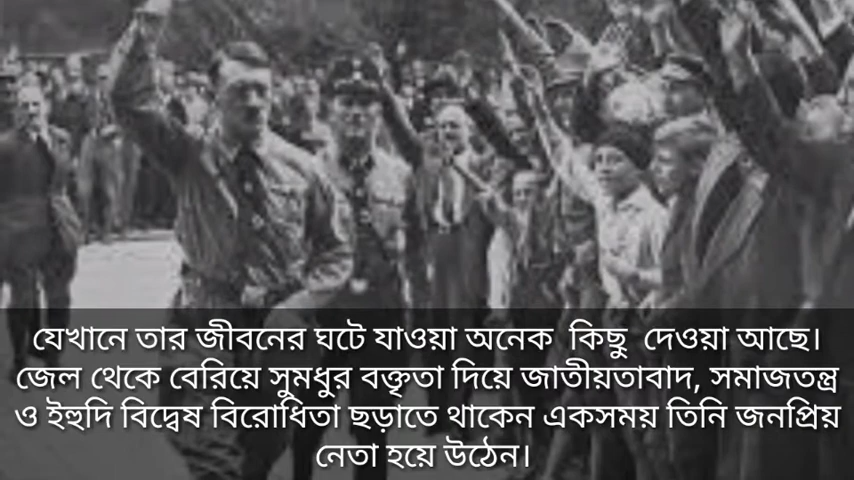 যেখানে তার জীবনের ঘটে যাওয়া অনেক কিছু দেওয়া আছে।
জেল থেকে বেরিয়ে সুমধুর বক্তৃতা দিয়ে জাতীয়তাবাদ, সমাজতন্ত্র
ও ইহুদি বিদ্বেষ বিরোধিতা ছড়াতে থাকেন একসময় তিনি জনপ্রিয়
নেতা হয়ে উঠেন।